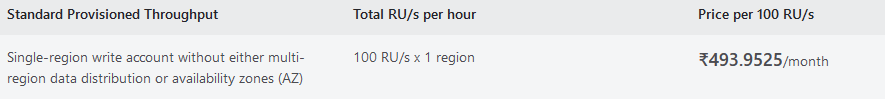 Standard Provisioned Throughput Total RU/s per hour Price per 100 RU/s
Single-region write account without either multi- 100 RU/s x 1 region ₹493.9525/month
region data distribution or availability zones (AZ)